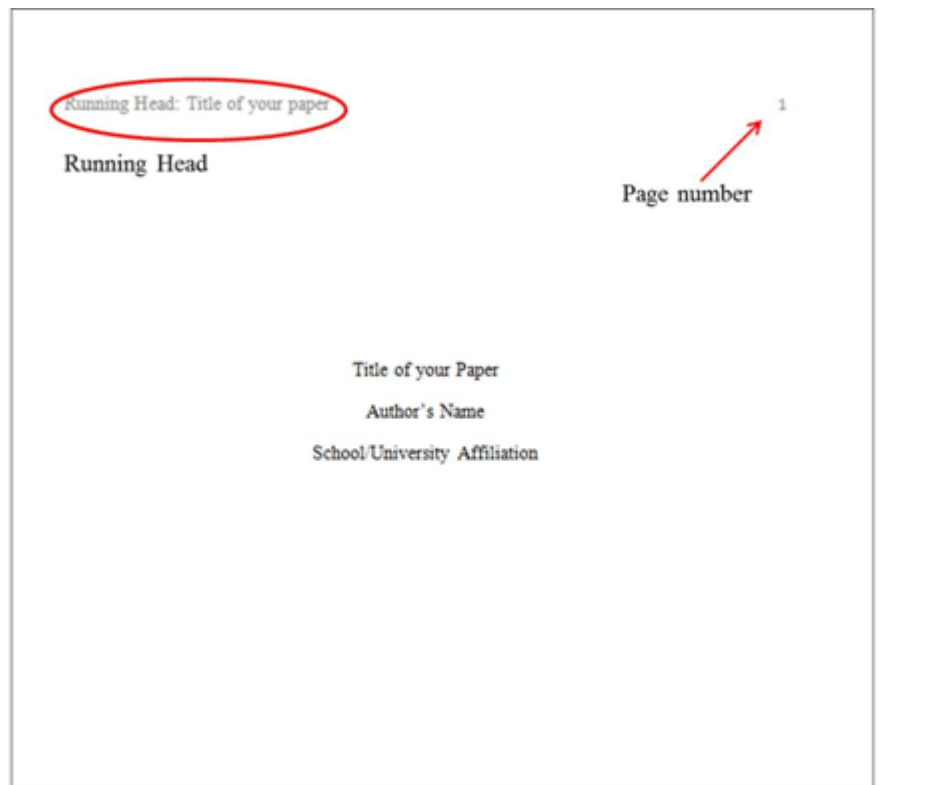 Running Head: Title of your paper 1
Running Head
Page number
Title of your Paper
Author's Name
School/University Affiliation